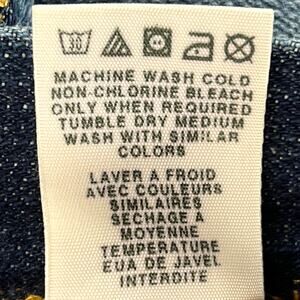 30
MACHINE WASH COLD
NON-CHLORINE BLEACH
ONLY WHEN REQUIRED
TUMBLE DRY MEDIUM
WASH WITH SIMILAR
COLORS
LAVER A FROID
AVEC COULEURS
SIMILAIRES
SECHAGE A
MOYENNE
TEMPERATURE
EUA DE JAVEL
INTERDITE